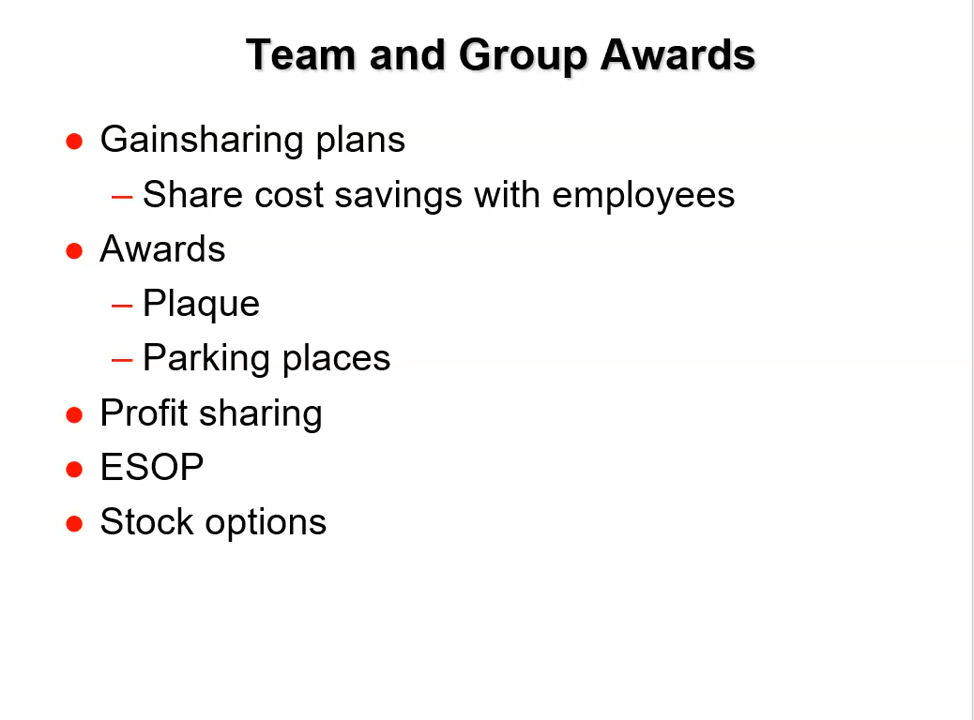 Team and Group Awards
● Gainsharing plans
– Share cost savings with employees
● Awards
– Plaque
– Parking places
● Profit sharing
● ESOP
● Stock options